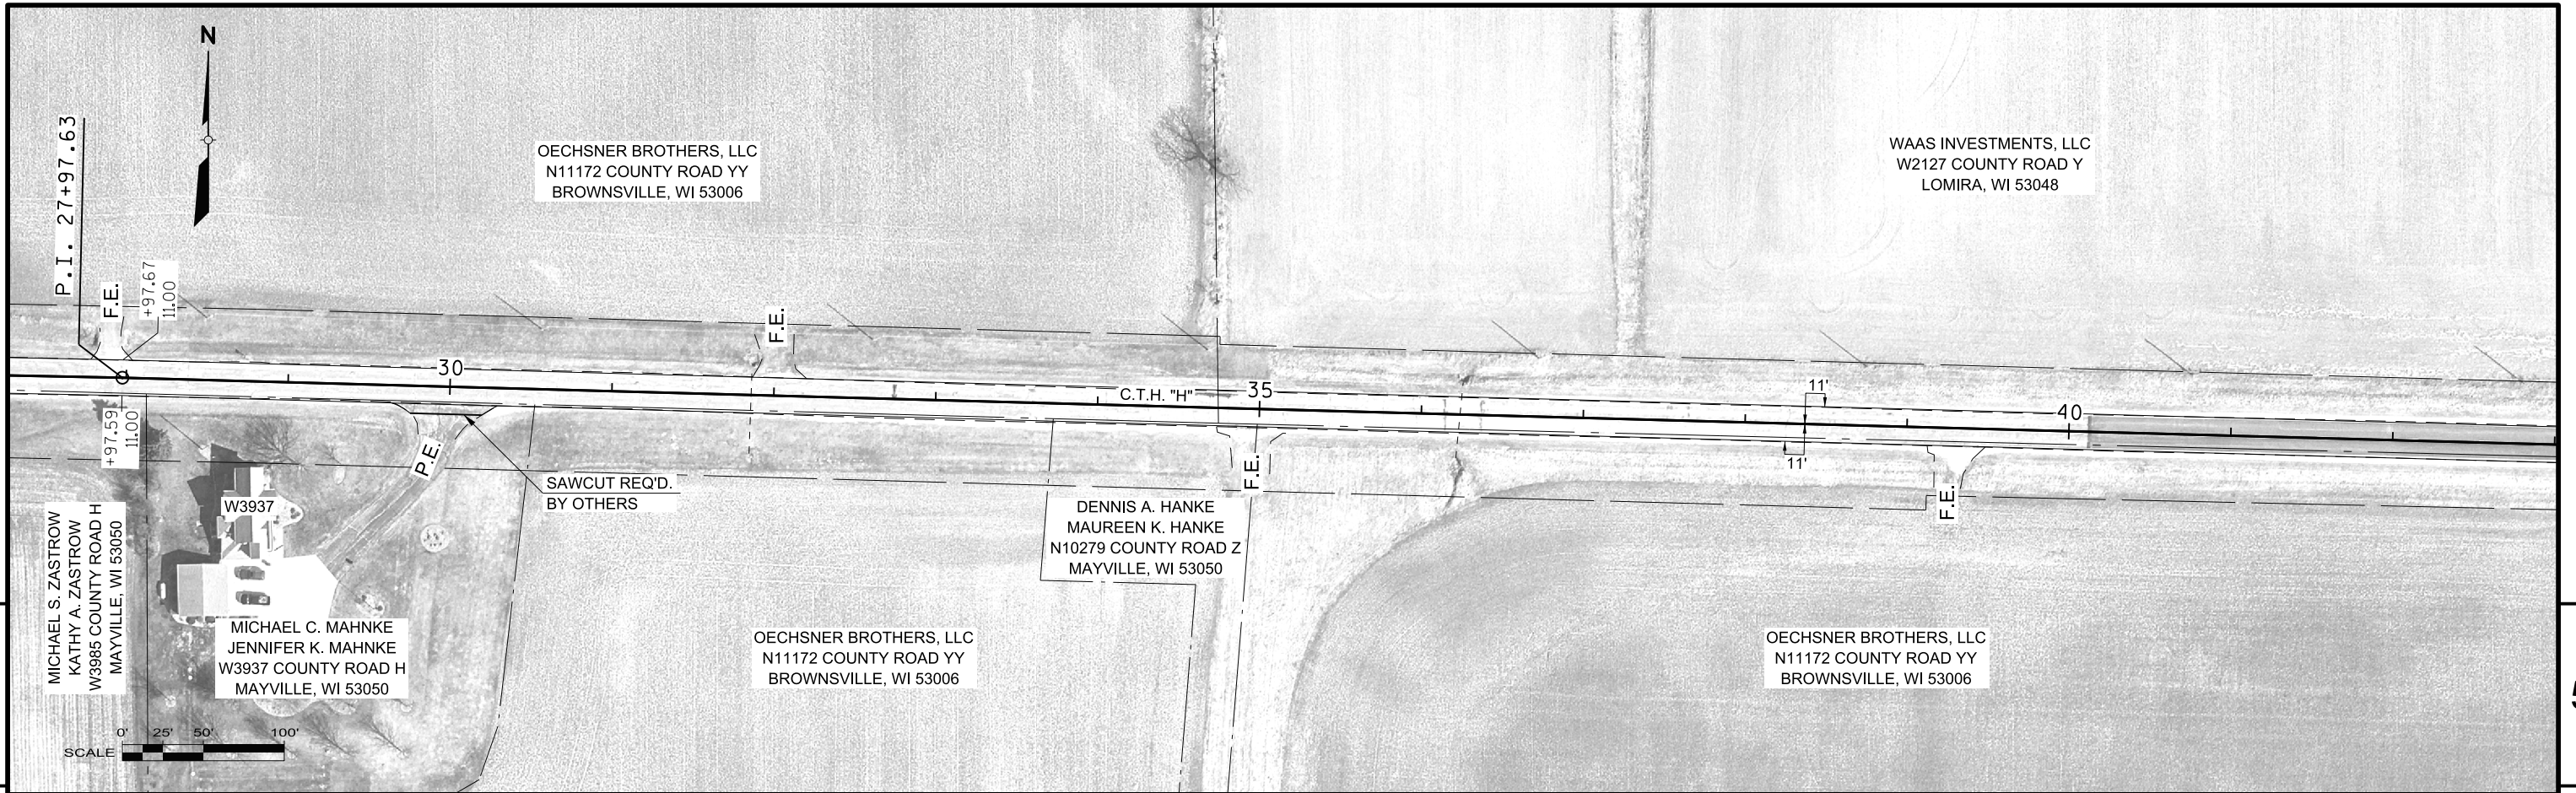 N
P.I. 27+97.63
F.E.
+97.67
11.00
OECHSNER BROTHERS, LLC
N11172 COUNTY ROAD YY
BROWNSVILLE, WI 53006
WAAS INVESTMENTS, LLC
W2127 COUNTY ROAD Y
LOMIRA, WI 53048
F.E.
30
C.T.H. "H"
35
11'
40
+97.59
11.00
P.E.
SAWCUT REQ'D.
BY OTHERS
F.E.
11'
F.E.
W3937
MICHAEL S. ZASTROW
KATHY A. ZASTROW
W3985 COUNTY ROAD H
MAYVILLE, WI 53050
DENNIS A. HANKE
MAUREEN K. HANKE
N10279 COUNTY ROAD Z
MAYVILLE, WI 53050
MICHAEL C. MAHNKE
JENNIFER K. MAHNKE
W3937 COUNTY ROAD H
MAYVILLE, WI 53050
OECHSNER BROTHERS, LLC
N11172 COUNTY ROAD YY
BROWNSVILLE, WI 53006
OECHSNER BROTHERS, LLC
N11172 COUNTY ROAD YY
BROWNSVILLE, WI 53006
0' 25' 50' 100'
SCALE